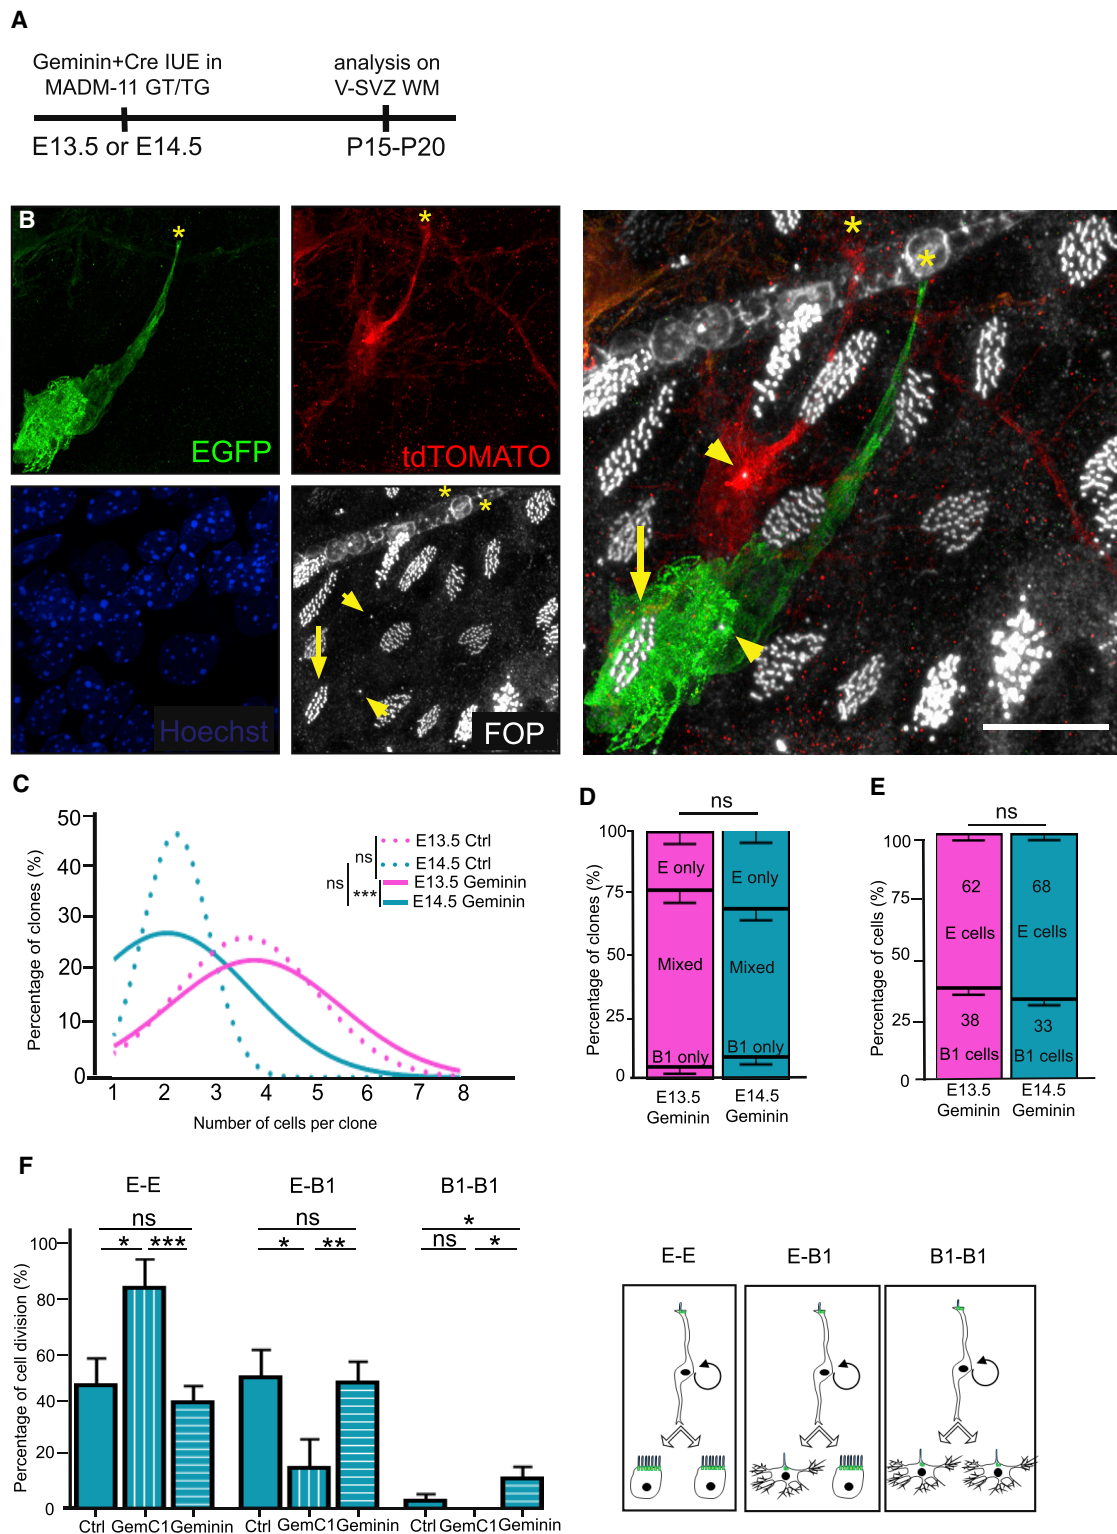 A
Geminin+Cre IUE in
MADM-11 GT/TG
analysis on
V-SVZ WM
E13.5 or E14.5
P15-P20
B
*
EGFP
*
tdTOMATO
Hoechst
* *
FOP
*
*
C
Percentage of clones (%)
50
40
30
20
10
0
1 2 3 4 5 6 7 8
Number of cells per clone
E13.5 Ctrl
E14.5 Ctrl
E13.5 Geminin
E14.5 Geminin
ns
ns
***
D
ns
Percentage of clones (%)
100
75
50
25
0
E only
Mixed
B1 only
E only
Mixed
B1 only
E13.5
Geminin
E14.5
Geminin
E
ns
Percentage of cells (%)
100
75
50
25
0
62
E cells
38
B1 cells
68
E cells
33
B1 cells
E13.5
Geminin
E14.5
Geminin
F
E-E
E-B1
B1-B1
ns
* ***
ns
* **
*
ns *
Percentage of cell division (%)
100
80
60
40
20
0
Ctrl GemC1 Geminin
Ctrl GemC1 Geminin
Ctrl GemC1 Geminin
E-E
E-B1
B1-B1